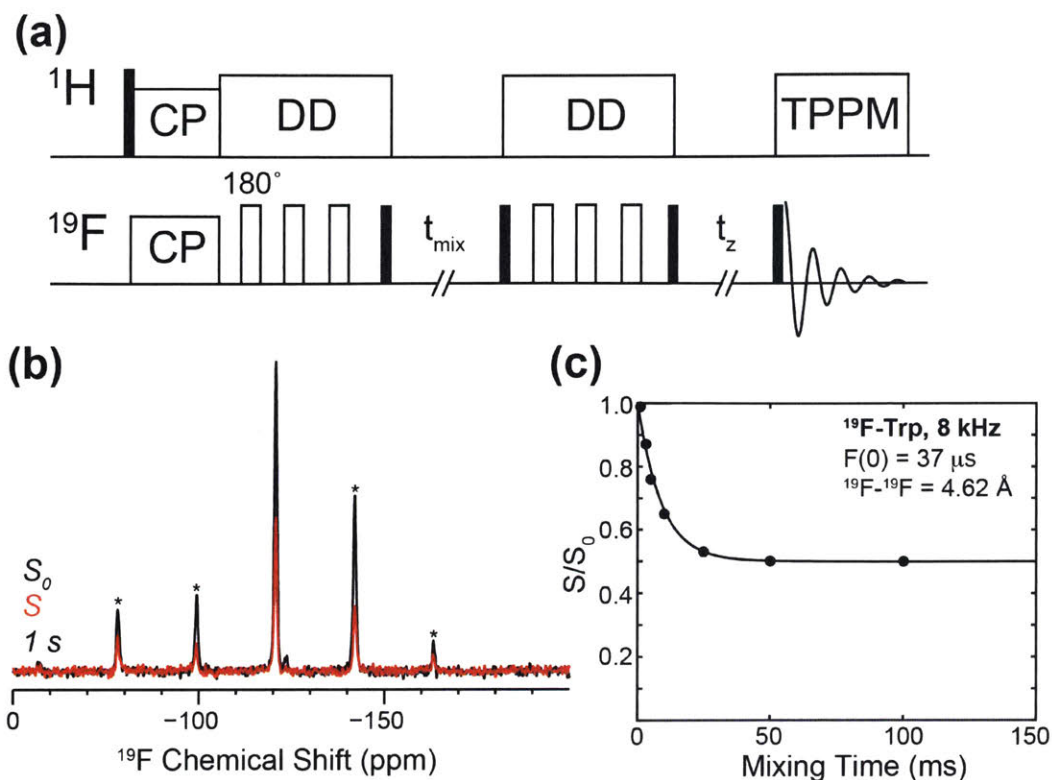 (a)
¹H
CP
DD
DD
TPPM
180°
¹⁹F
CP
t_mix
t_z
(b)
*
*
*
*
S₀
S
1 s
0
−100
−150
¹⁹F Chemical Shift (ppm)
(c)
1.0
0.8
0.6
0.4
0.2
S/S₀
¹⁹F-Trp, 8 kHz
F(0) = 37 μs
¹⁹F-¹⁹F = 4.62 Å
0
50
100
150
Mixing Time (ms)